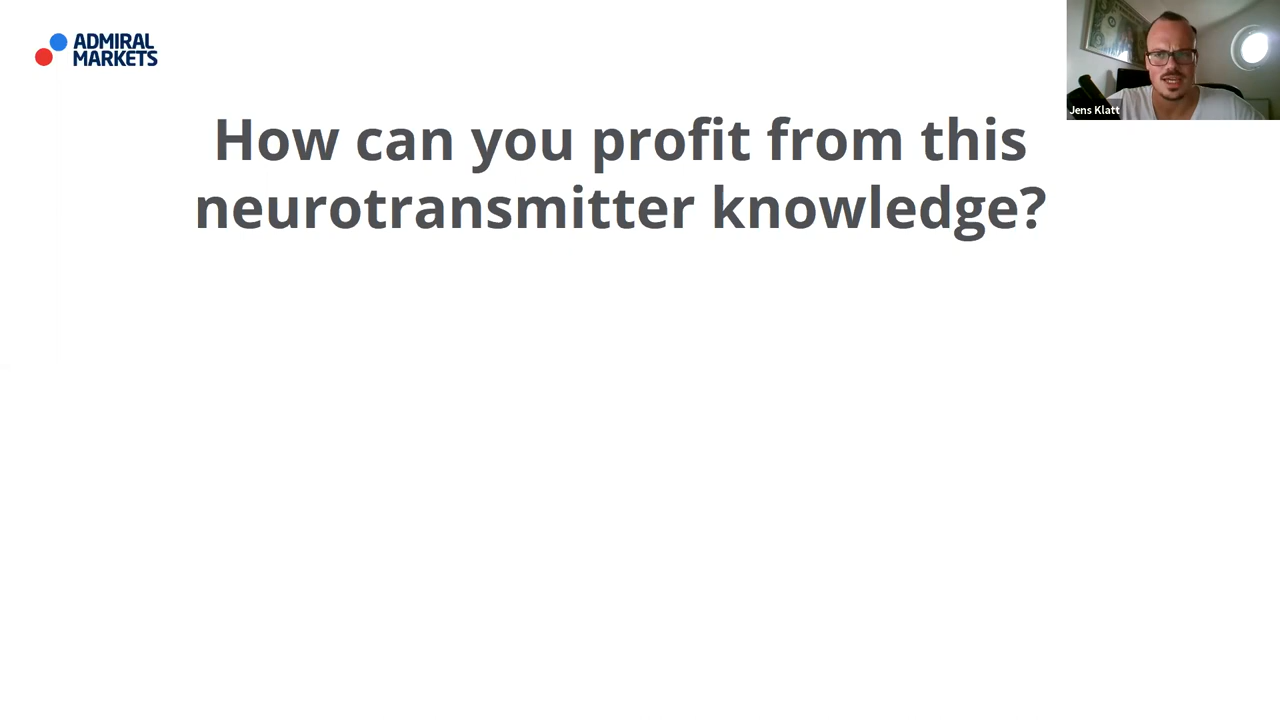 ADMIRAL
MARKETS
Jens Klatt
How can you profit from this
neurotransmitter knowledge?